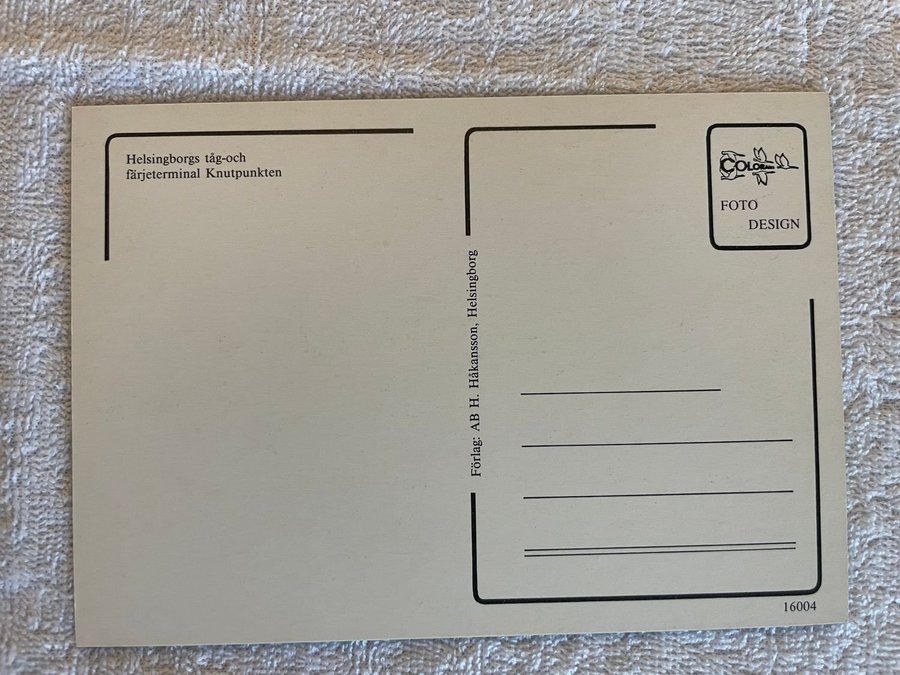 Helsingborgs tåg-och
färjeterminal Knutpunkten
Förlag: AB H. Håkansson, Helsingborg
FOTO
DESIGN
16004